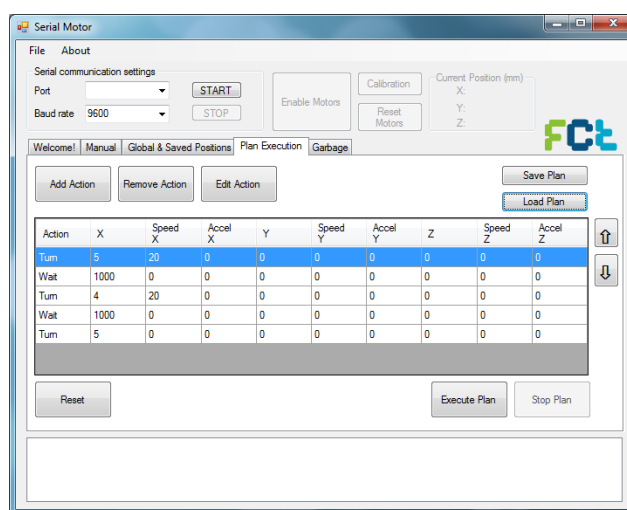 Serial Motor
File About
Serial communication settings
Port START
Baud rate 9600 STOP
Enable Motors
Calibration
Reset Motors
Current Position (mm)
X:
Y:
Z:
FCt
Welcome! Manual Global & Saved Positions Plan Execution Garbage
Add Action Remove Action Edit Action
Save Plan
Load Plan
Action X Speed X Accel X Y Speed Y Accel Y Z Speed Z Accel Z
Turn 5 20 0 0 0 0 0 0 0
Wait 1000 0 0 0 0 0 0 0 0
Turn 4 20 0 0 0 0 0 0 0
Wait 1000 0 0 0 0 0 0 0 0
Turn 5 0 0 0 0 0 0 0 0
Reset Execute Plan Stop Plan